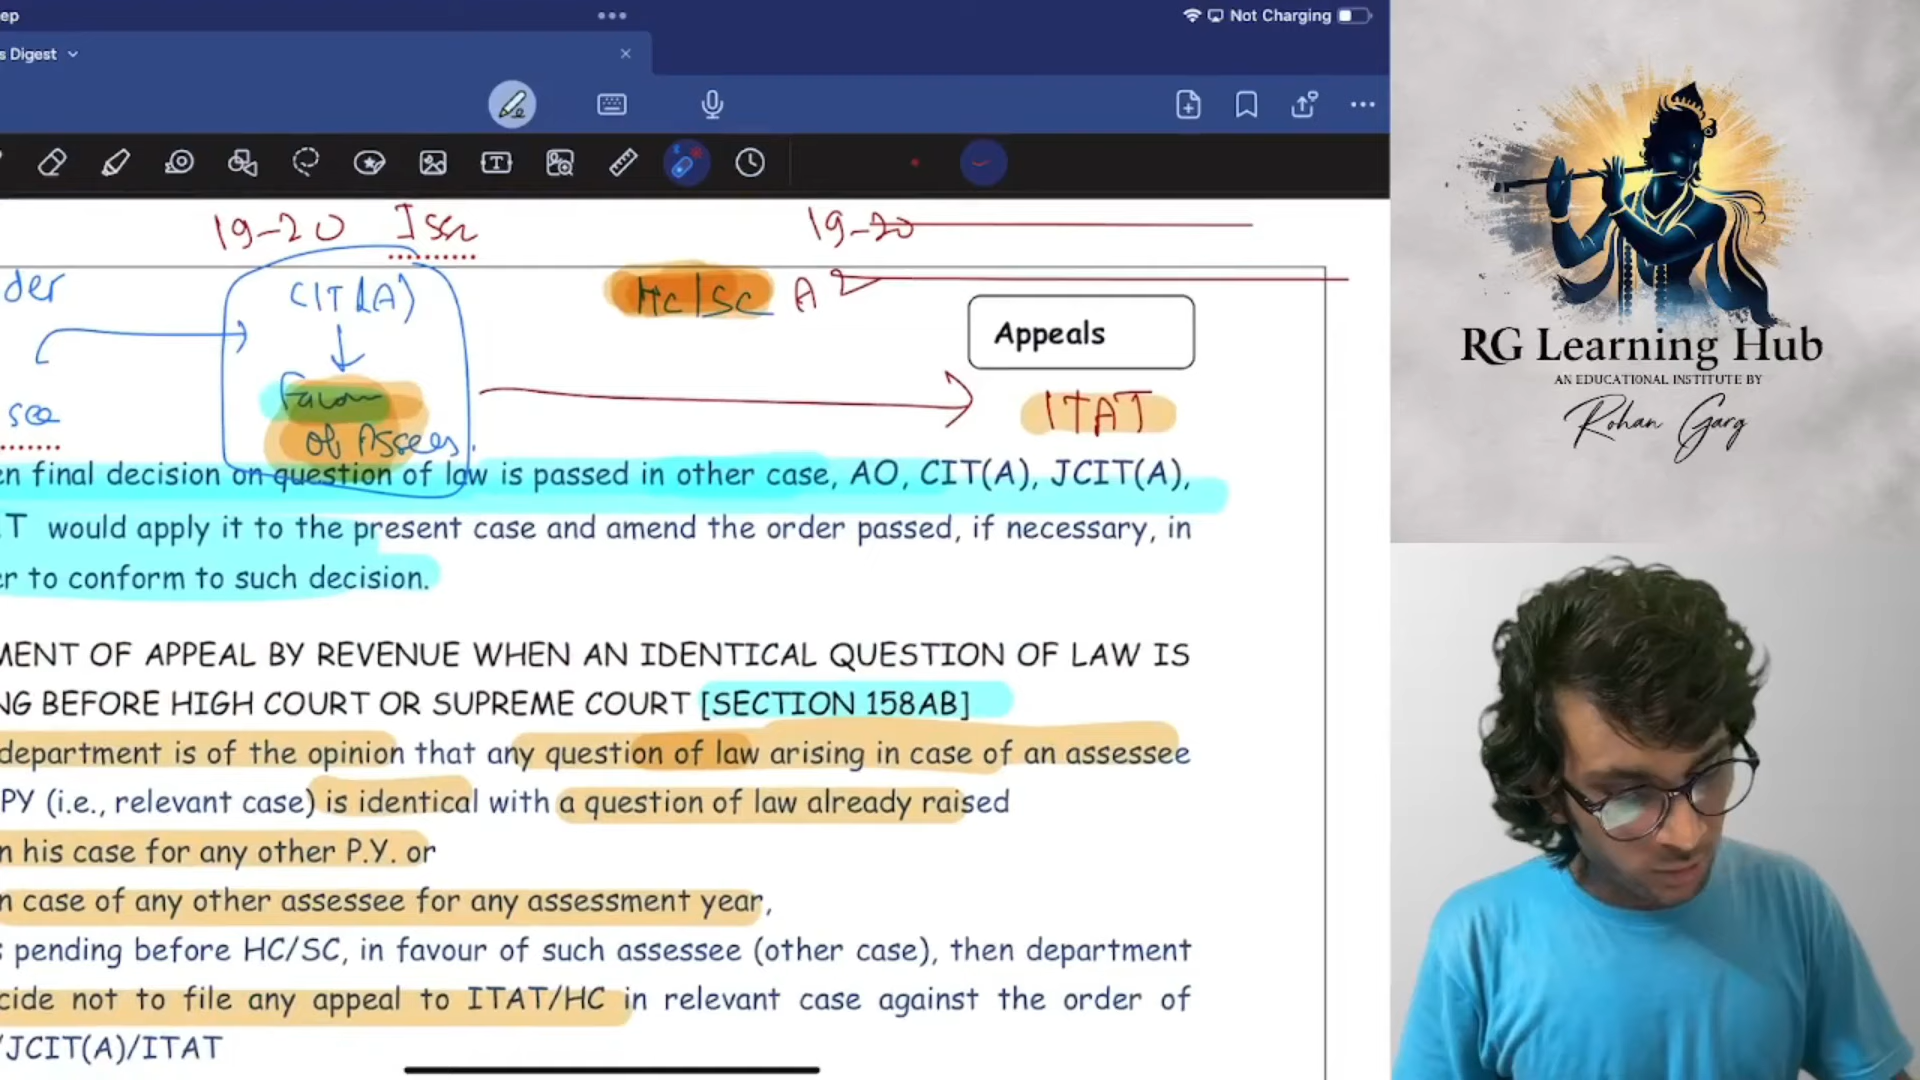 ep
Not Charging
s Digest
19-20
19-20
der
CIT(A)
HC/SC A
Appeals
Favour
of Assees.
ITAT
see
en final decision on question of law is passed in other case, AO, CIT(A), JCIT(A),
T would apply it to the present case and amend the order passed, if necessary, in
er to conform to such decision.
MENT OF APPEAL BY REVENUE WHEN AN IDENTICAL QUESTION OF LAW IS
NG BEFORE HIGH COURT OR SUPREME COURT [SECTION 158AB]
department is of the opinion that any question of law arising in case of an assessee
PY (i.e., relevant case) is identical with a question of law already raised
n his case for any other P.Y. or
n case of any other assessee for any assessment year,
s pending before HC/SC, in favour of such assessee (other case), then department
cide not to file any appeal to ITAT/HC in relevant case against the order of
/JCIT(A)/ITAT
RG Learning Hub
AN EDUCATIONAL INSTITUTE BY
Rohan Garg